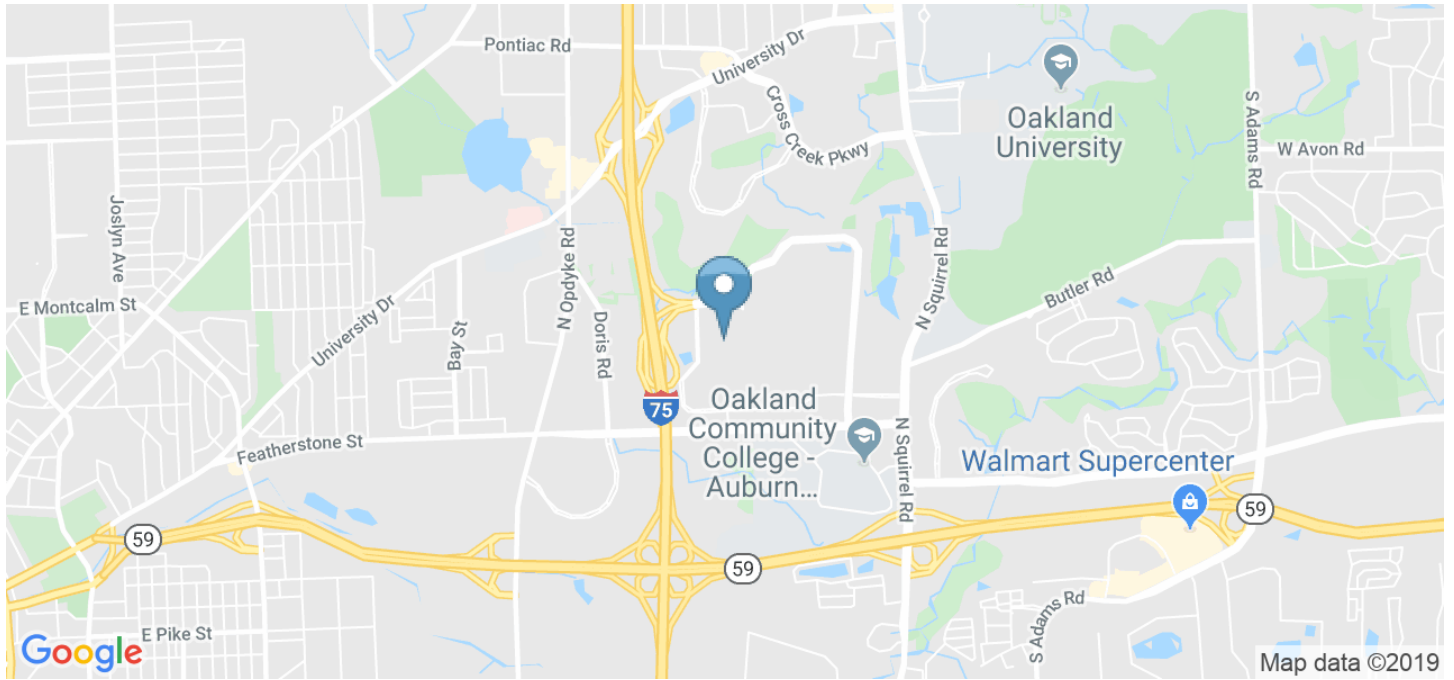 Pontiac Rd
University Dr
Cross Creek Pkwy
Oakland
University
S Adams Rd
W Avon Rd
Joslyn Ave
E Montcalm St
University Dr
Bay St
N Opdyke Rd
Doris Rd
N Squirrel Rd
Butler Rd
75
Oakland
Community
College -
Auburn...
Featherstone St
N Squirrel Rd
Walmart Supercenter
59
59
59
S Adams Rd
E Pike St
Google
Map data ©2019